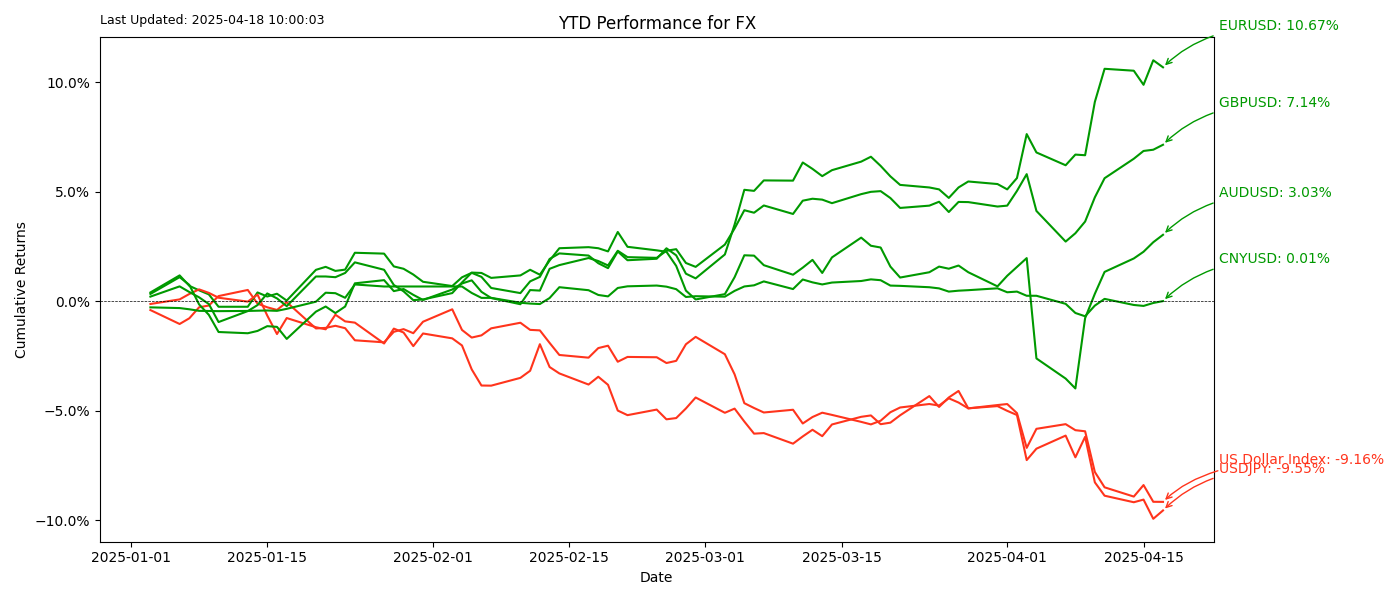 Last Updated: 2025-04-18 10:00:03
YTD Performance for FX
EURUSD: 10.67%
10.0%
GBPUSD: 7.14%
5.0%
AUDUSD: 3.03%
CNYUSD: 0.01%
0.0%
Cumulative Returns
−5.0%
US Dollar Index: -9.16%
USDJPY: -9.55%
−10.0%
2025-01-01 2025-01-15 2025-02-01 2025-02-15 2025-03-01 2025-03-15 2025-04-01 2025-04-15
Date